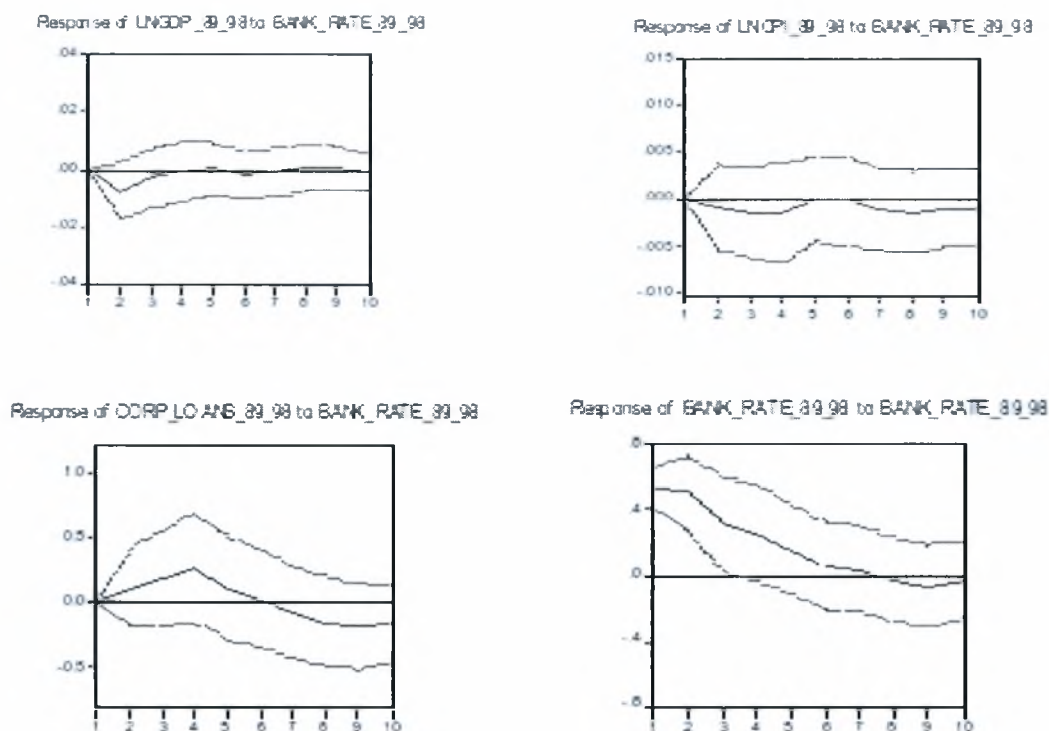 Response of LNGDP_89_98 to BANK_RATE_89_98
.04
.02
.00
-.02
-.04
1 2 3 4 5 6 7 8 9 10
Response of LNCPI_89_98 to BANK_RATE_89_98
.015
.010
.005
.000
-.005
-.010
1 2 3 4 5 6 7 8 9 10
Response of CORP_LOANS_89_98 to BANK_RATE_89_98
1.0
0.5
0.0
-0.5
1 2 3 4 5 6 7 8 9 10
Response of BANK_RATE_89_98 to BANK_RATE_89_98
.8
.4
.0
-.4
-.8
1 2 3 4 5 6 7 8 9 10